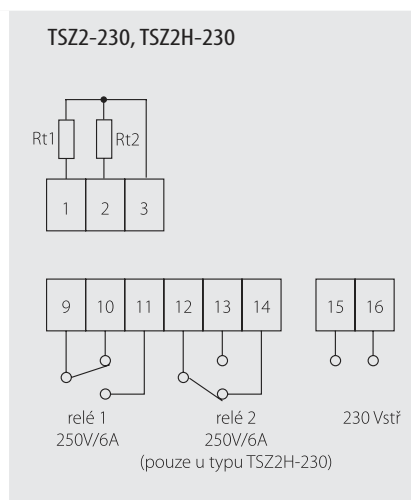 TSZ2-230, TSZ2H-230
Rt1 Rt2
1 2 3
9 10 11 12 13 14 15 16
relé 1 relé 2 230 Vstř
250V/6A 250V/6A
(pouze u typu TSZ2H-230)